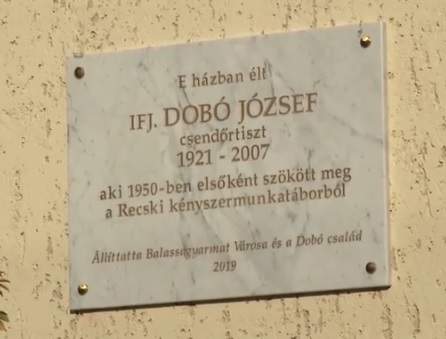 E házban élt
IFJ. DOBÓ JÓZSEF
csendőrtiszt
1921 - 2007
aki 1950-ben elsőként szökött meg
a Recski kényszermunkatáborból
Állíttatta Balassagyarmat Városa és a Dobó család
2019